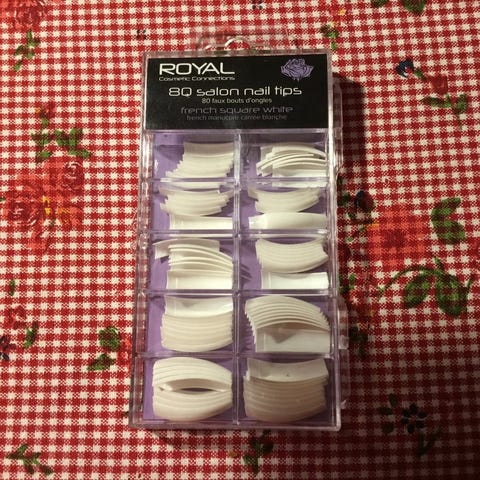 ROYAL
Cosmetic Connections
80 salon nail tips
80 faux bouts d'ongles
french square white
french manucure carrée blanche